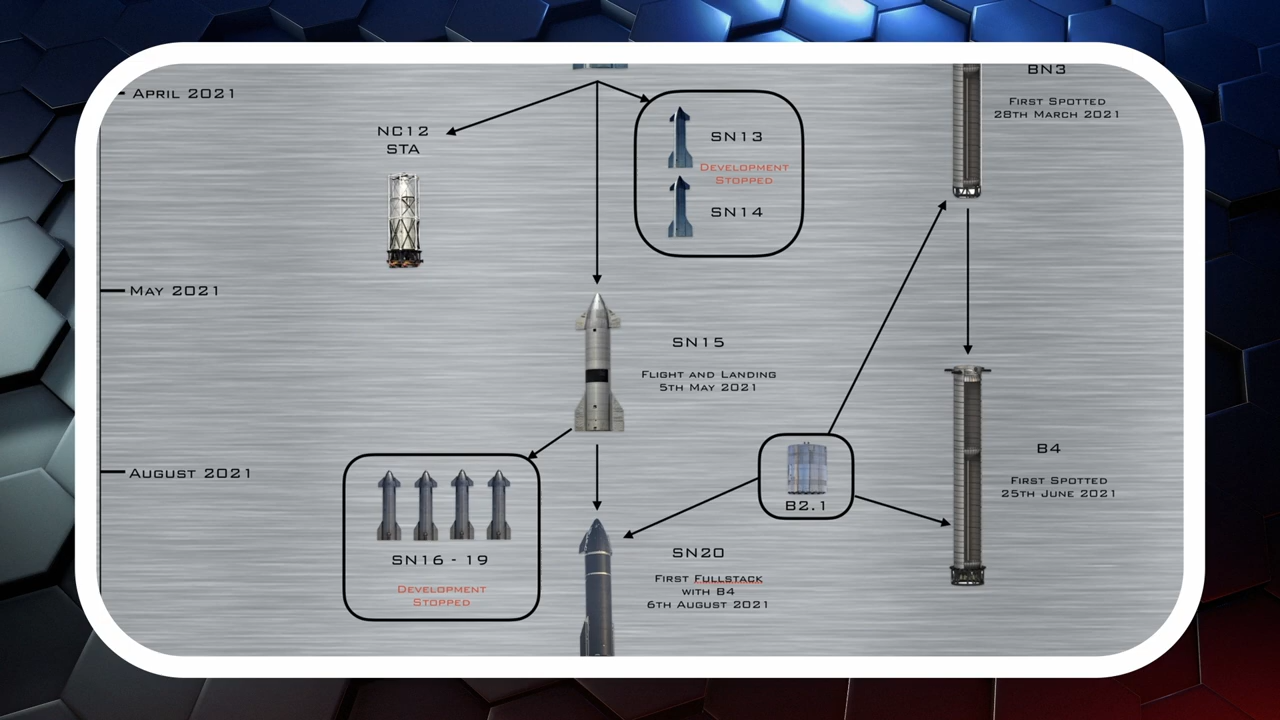 BN3
April 2021
First Spotted
28th March 2021
NC12
STA
SN13
Development
Stopped
SN14
May 2021
SN15
Flight and Landing
5th May 2021
B4
First Spotted
25th June 2021
August 2021
B2.1
SN16 - 19
Development
Stopped
SN20
First Fullstack
with B4
6th August 2021